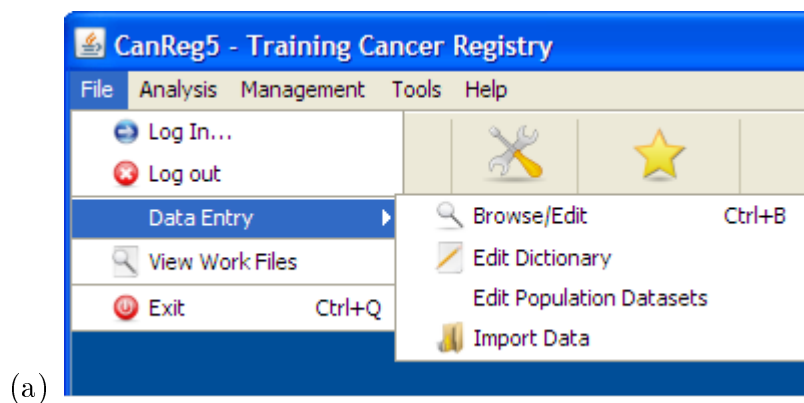 CanReg5 - Training Cancer Registry
File Analysis Management Tools Help
Log In...
Log out
Data Entry
Browse/Edit Ctrl+B
View Work Files
Edit Dictionary
Edit Population Datasets
Exit Ctrl+Q
Import Data
(a)